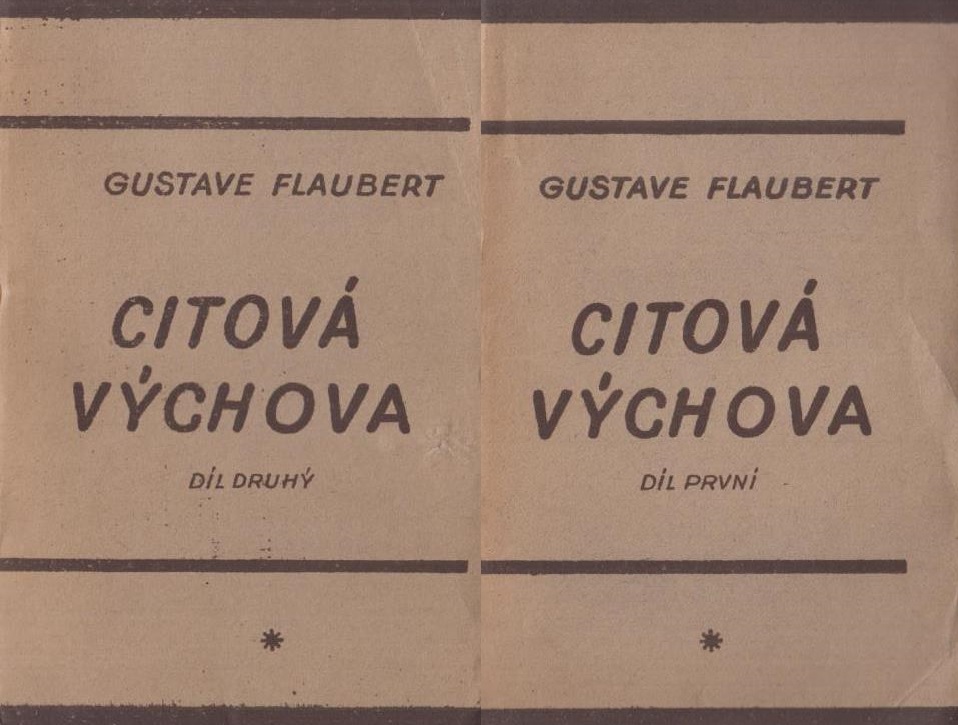 GUSTAVE FLAUBERT
CITOVÁ
VÝCHOVA
DÍL DRUHÝ
*
GUSTAVE FLAUBERT
CITOVÁ
VÝCHOVA
DÍL PRVNÍ
*